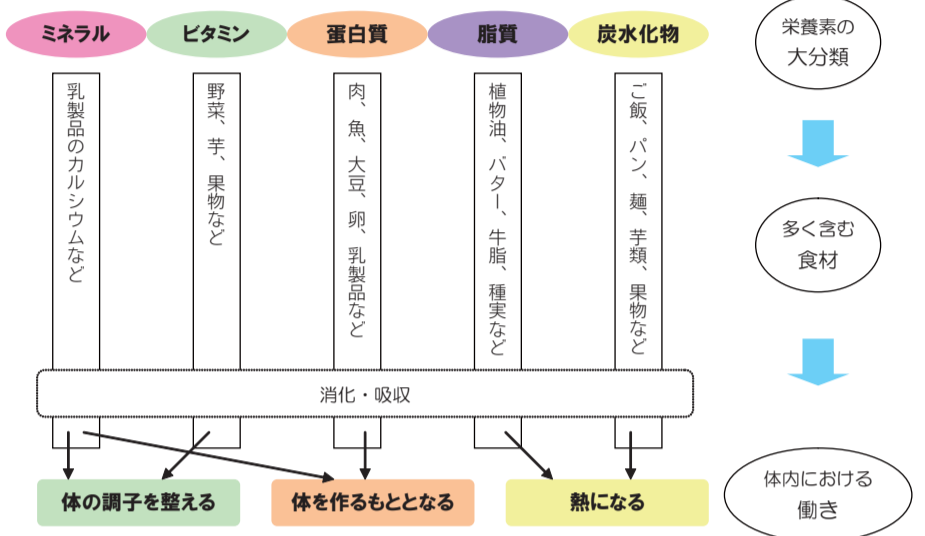 ミネラル
ビタミン
蛋白質
脂質
炭水化物
栄養素の
大分類
乳製品のカルシウムなど
野菜、芋、果物など
肉、魚、大豆、卵、乳製品など
植物油、バター、牛脂、種実など
ご飯、パン、麺、芋類、果物など
多く含む
食材
消化・吸収
体の調子を整える
体を作るもととなる
熱になる
体内における
働き